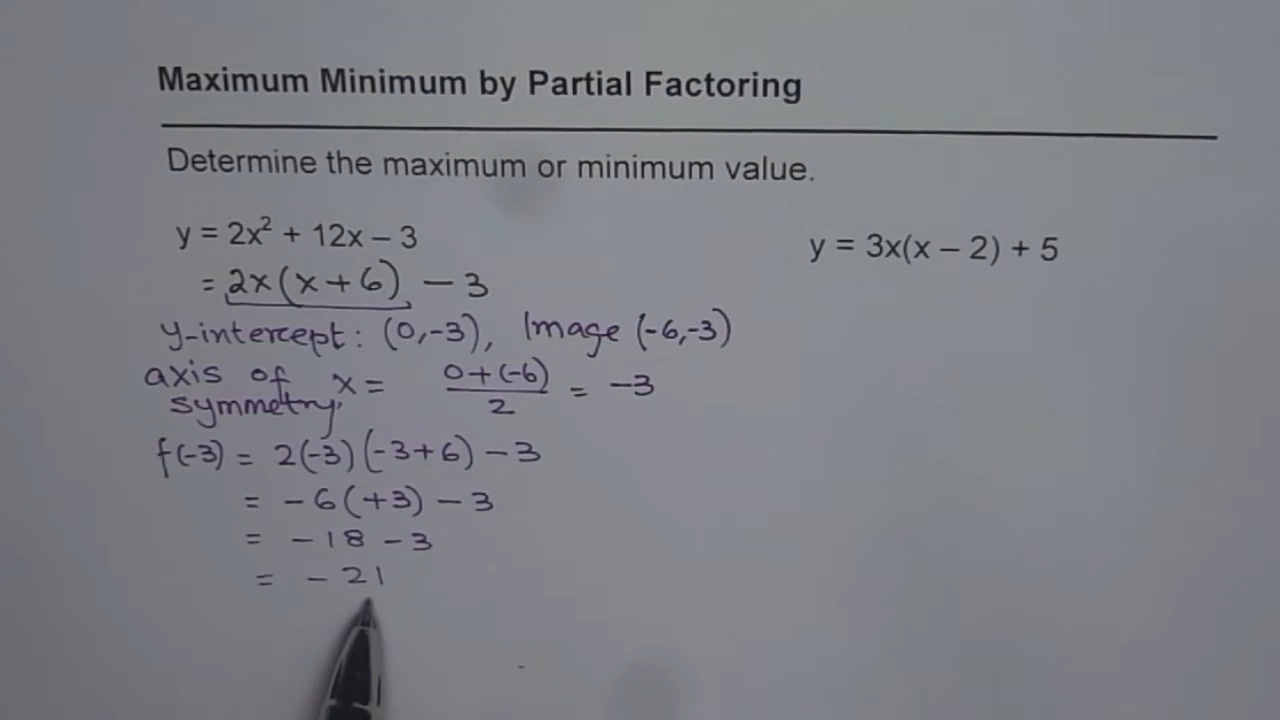 Maximum Minimum by Partial Factoring
Determine the maximum or minimum value.
y = 2x² + 12x – 3
= 2x(x+6) – 3
y-intercept: (0,-3), Image (-6,-3)
axis of symmetry, x = (0+(-6))/2 = -3
f(-3) = 2(-3)(-3+6) – 3
= -6(+3) – 3
= -18 – 3
= -21
y = 3x(x – 2) + 5